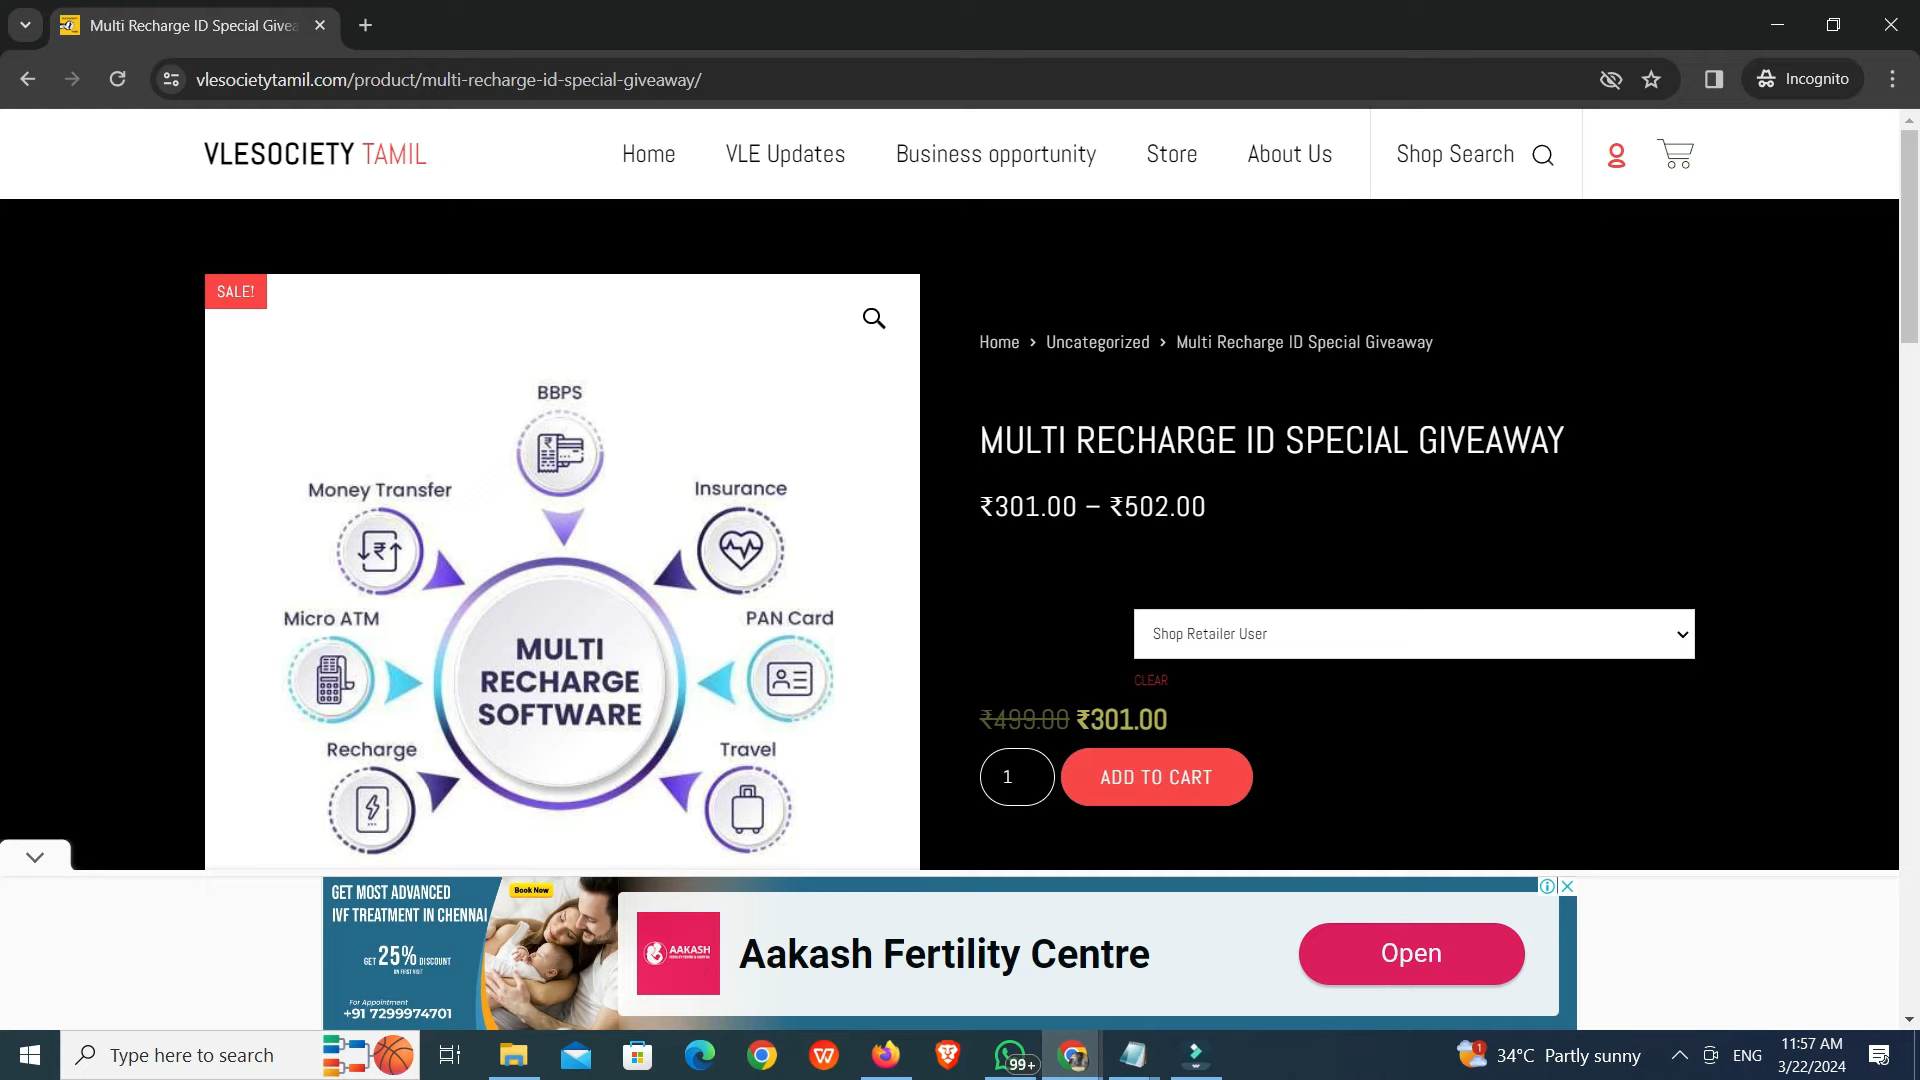 Multi Recharge ID Special Givea
vlesocietytamil.com/product/multi-recharge-id-special-giveaway/
Incognito
VLESOCIETY TAMIL
Home
VLE Updates
Business opportunity
Store
About Us
Shop Search
SALE!
BBPS
Money Transfer
Insurance
Micro ATM
PAN Card
MULTI
RECHARGE
SOFTWARE
Recharge
Travel
Home › Uncategorized › Multi Recharge ID Special Giveaway
MULTI RECHARGE ID SPECIAL GIVEAWAY
₹301.00 – ₹502.00
Shop Retailer User
CLEAR
₹499.00 ₹301.00
1
ADD TO CART
GET MOST ADVANCED
IVF TREATMENT IN CHENNAI
Book Now
GET 25% DISCOUNT
ON FIRST VISIT
For Appointment
+91 7299974701
AAKASH
Aakash Fertility Centre
Open
Type here to search
99+
1
34°C Partly sunny
ENG
11:57 AM
3/22/2024